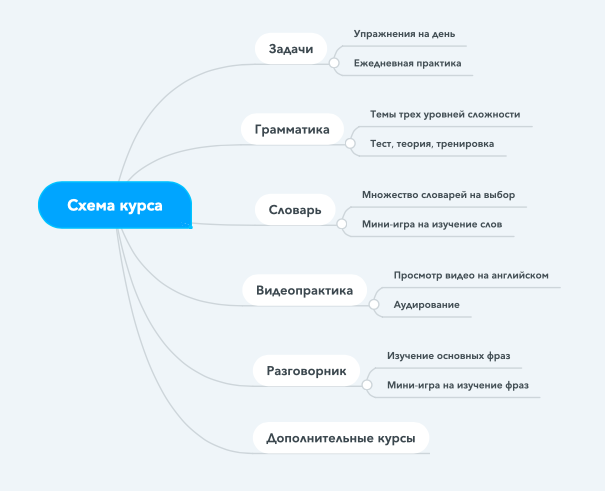 Схема курса
Задачи
Упражнения на день
Ежедневная практика
Грамматика
Темы трех уровней сложности
Тест, теория, тренировка
Словарь
Множество словарей на выбор
Мини-игра на изучение слов
Видеопрактика
Просмотр видео на английском
Аудирование
Разговорник
Изучение основных фраз
Мини-игра на изучение фраз
Дополнительные курсы